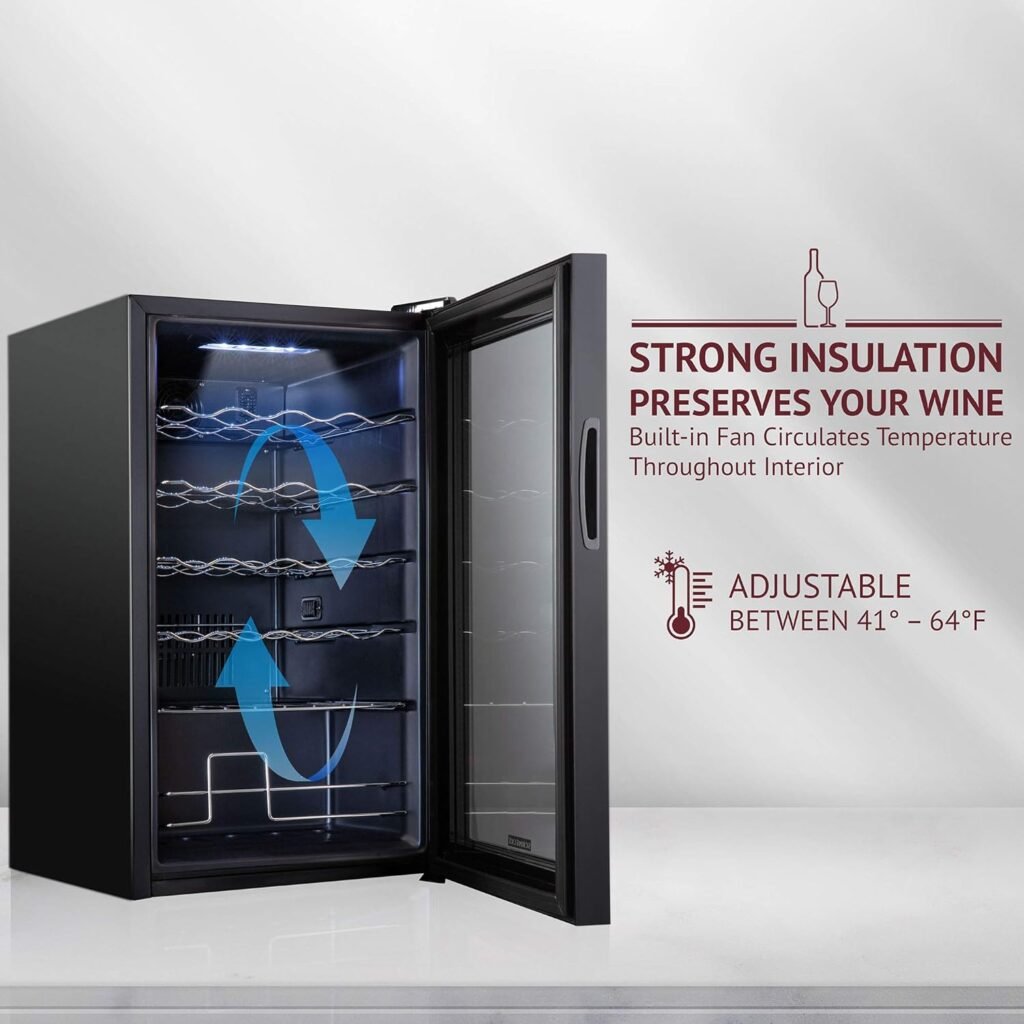 STRONG INSULATION
PRESERVES YOUR WINE
Built-in Fan Circulates Temperature
Throughout Interior
ADJUSTABLE
BETWEEN 41° – 64°F